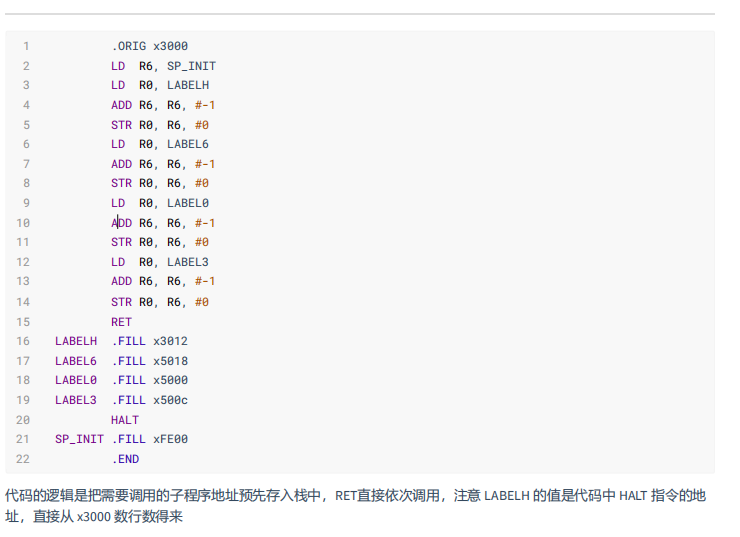 1 .ORIG x3000
2 LD R6, SP_INIT
3 LD R0, LABELH
4 ADD R6, R6, #-1
5 STR R0, R6, #0
6 LD R0, LABEL6
7 ADD R6, R6, #-1
8 STR R0, R6, #0
9 LD R0, LABEL0
10 ADD R6, R6, #-1
11 STR R0, R6, #0
12 LD R0, LABEL3
13 ADD R6, R6, #-1
14 STR R0, R6, #0
15 RET
16 LABELH .FILL x3012
17 LABEL6 .FILL x5018
18 LABEL0 .FILL x5000
19 LABEL3 .FILL x500c
20 HALT
21 SP_INIT .FILL xFE00
22 .END
代码的逻辑是把需要调用的子程序地址预先存入栈中，RET直接依次调用，注意 LABELH 的值是代码中 HALT 指令的地
址，直接从 x3000 数行数得来